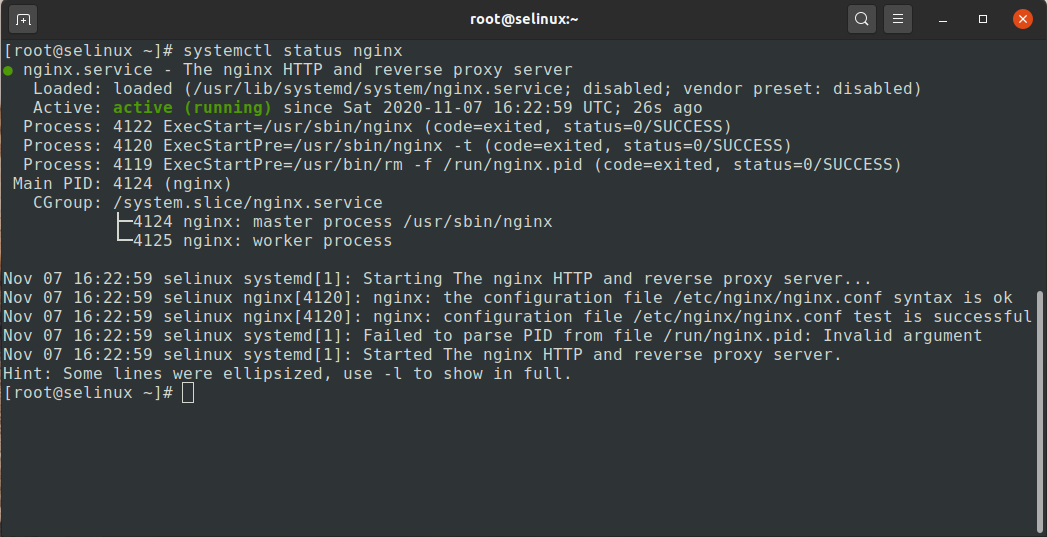 root@selinux:~
[root@selinux ~]# systemctl status nginx
● nginx.service - The nginx HTTP and reverse proxy server
   Loaded: loaded (/usr/lib/systemd/system/nginx.service; disabled; vendor preset: disabled)
   Active: active (running) since Sat 2020-11-07 16:22:59 UTC; 26s ago
  Process: 4122 ExecStart=/usr/sbin/nginx (code=exited, status=0/SUCCESS)
  Process: 4120 ExecStartPre=/usr/sbin/nginx -t (code=exited, status=0/SUCCESS)
  Process: 4119 ExecStartPre=/usr/bin/rm -f /run/nginx.pid (code=exited, status=0/SUCCESS)
 Main PID: 4124 (nginx)
   CGroup: /system.slice/nginx.service
           ├─4124 nginx: master process /usr/sbin/nginx
           └─4125 nginx: worker process

Nov 07 16:22:59 selinux systemd[1]: Starting The nginx HTTP and reverse proxy server...
Nov 07 16:22:59 selinux nginx[4120]: nginx: the configuration file /etc/nginx/nginx.conf syntax is ok
Nov 07 16:22:59 selinux nginx[4120]: nginx: configuration file /etc/nginx/nginx.conf test is successful
Nov 07 16:22:59 selinux systemd[1]: Failed to parse PID from file /run/nginx.pid: Invalid argument
Nov 07 16:22:59 selinux systemd[1]: Started The nginx HTTP and reverse proxy server.
Hint: Some lines were ellipsized, use -l to show in full.
[root@selinux ~]#